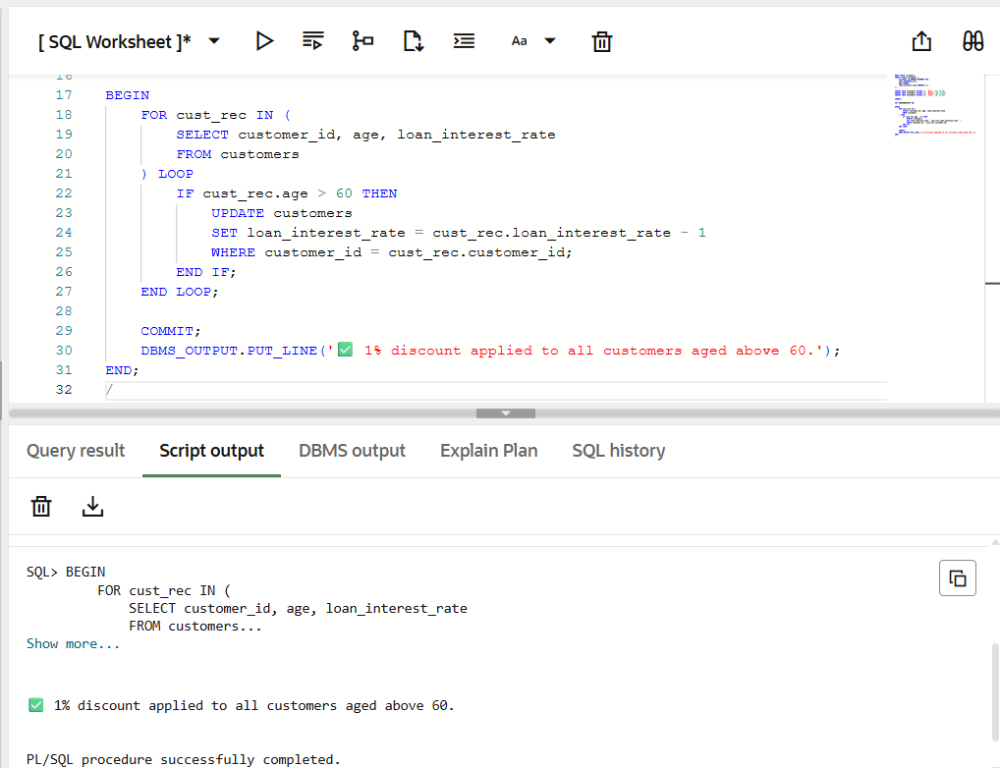 [ SQL Worksheet ]*
Aa
16
17 BEGIN
18 FOR cust_rec IN (
19 SELECT customer_id, age, loan_interest_rate
20 FROM customers
21 ) LOOP
22 IF cust_rec.age > 60 THEN
23 UPDATE customers
24 SET loan_interest_rate = cust_rec.loan_interest_rate - 1
25 WHERE customer_id = cust_rec.customer_id;
26 END IF;
27 END LOOP;
28
29 COMMIT;
30 DBMS_OUTPUT.PUT_LINE('✅ 1% discount applied to all customers aged above 60.');
31 END;
32 /
Query result Script output DBMS output Explain Plan SQL history
SQL> BEGIN
FOR cust_rec IN (
SELECT customer_id, age, loan_interest_rate
FROM customers...
Show more...
✅ 1% discount applied to all customers aged above 60.
PL/SQL procedure successfully completed.